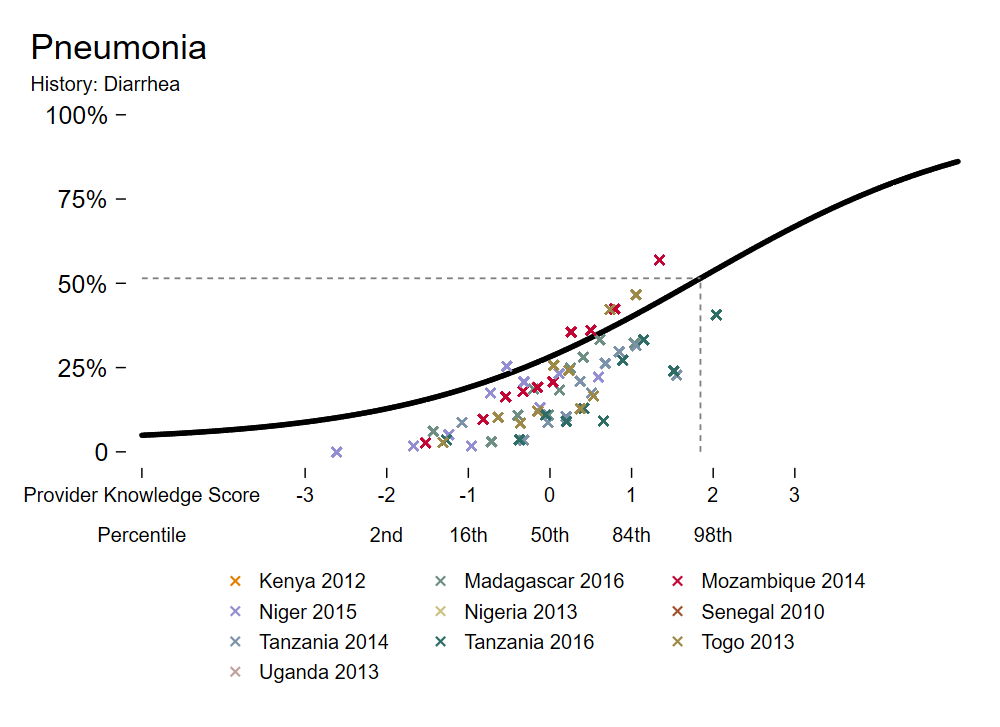 Pneumonia
History: Diarrhea
100%
75%
50%
25%
0
Provider Knowledge Score -3 -2 -1 0 1 2 3
Percentile 2nd 16th 50th 84th 98th
Kenya 2012 Madagascar 2016 Mozambique 2014
Niger 2015 Nigeria 2013 Senegal 2010
Tanzania 2014 Tanzania 2016 Togo 2013
Uganda 2013